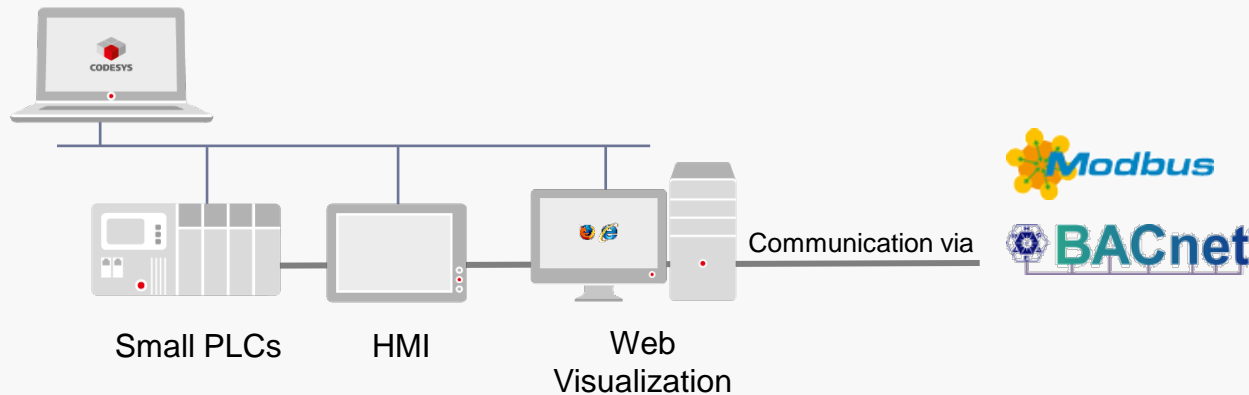 CODESYS
Modbus
BACnet
Communication via
Small PLCs
HMI
Web
Visualization